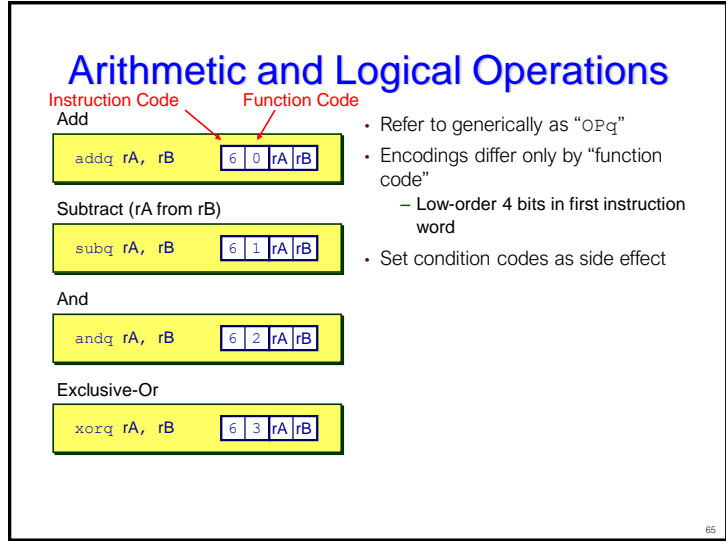 Arithmetic and Logical Operations
Instruction Code
Function Code
Add
addq rA, rB 6 0 rA rB
Subtract (rA from rB)
subq rA, rB 6 1 rA rB
And
andq rA, rB 6 2 rA rB
Exclusive-Or
xorq rA, rB 6 3 rA rB
• Refer to generically as “OPq”
• Encodings differ only by “function
code”
– Low-order 4 bits in first instruction
word
• Set condition codes as side effect
65